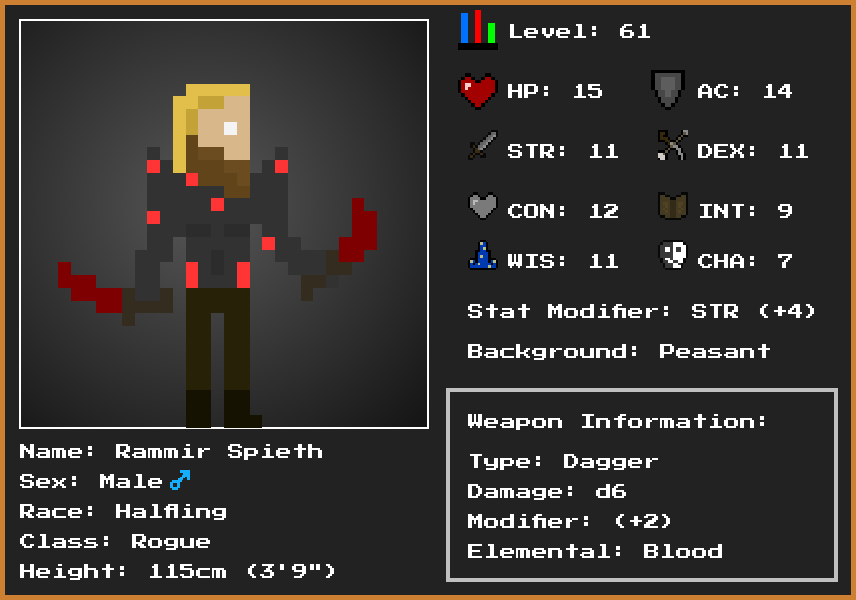 Level: 61
HP: 15 AC: 14
STR: 11 DEX: 11
CON: 12 INT: 9
WIS: 11 CHA: 7
Stat Modifier: STR (+4)
Background: Peasant
Weapon Information:
Type: Dagger
Damage: d6
Modifier: (+2)
Elemental: Blood
Name: Rammir Spieth
Sex: Male ♂
Race: Halfling
Class: Rogue
Height: 115cm (3'9")